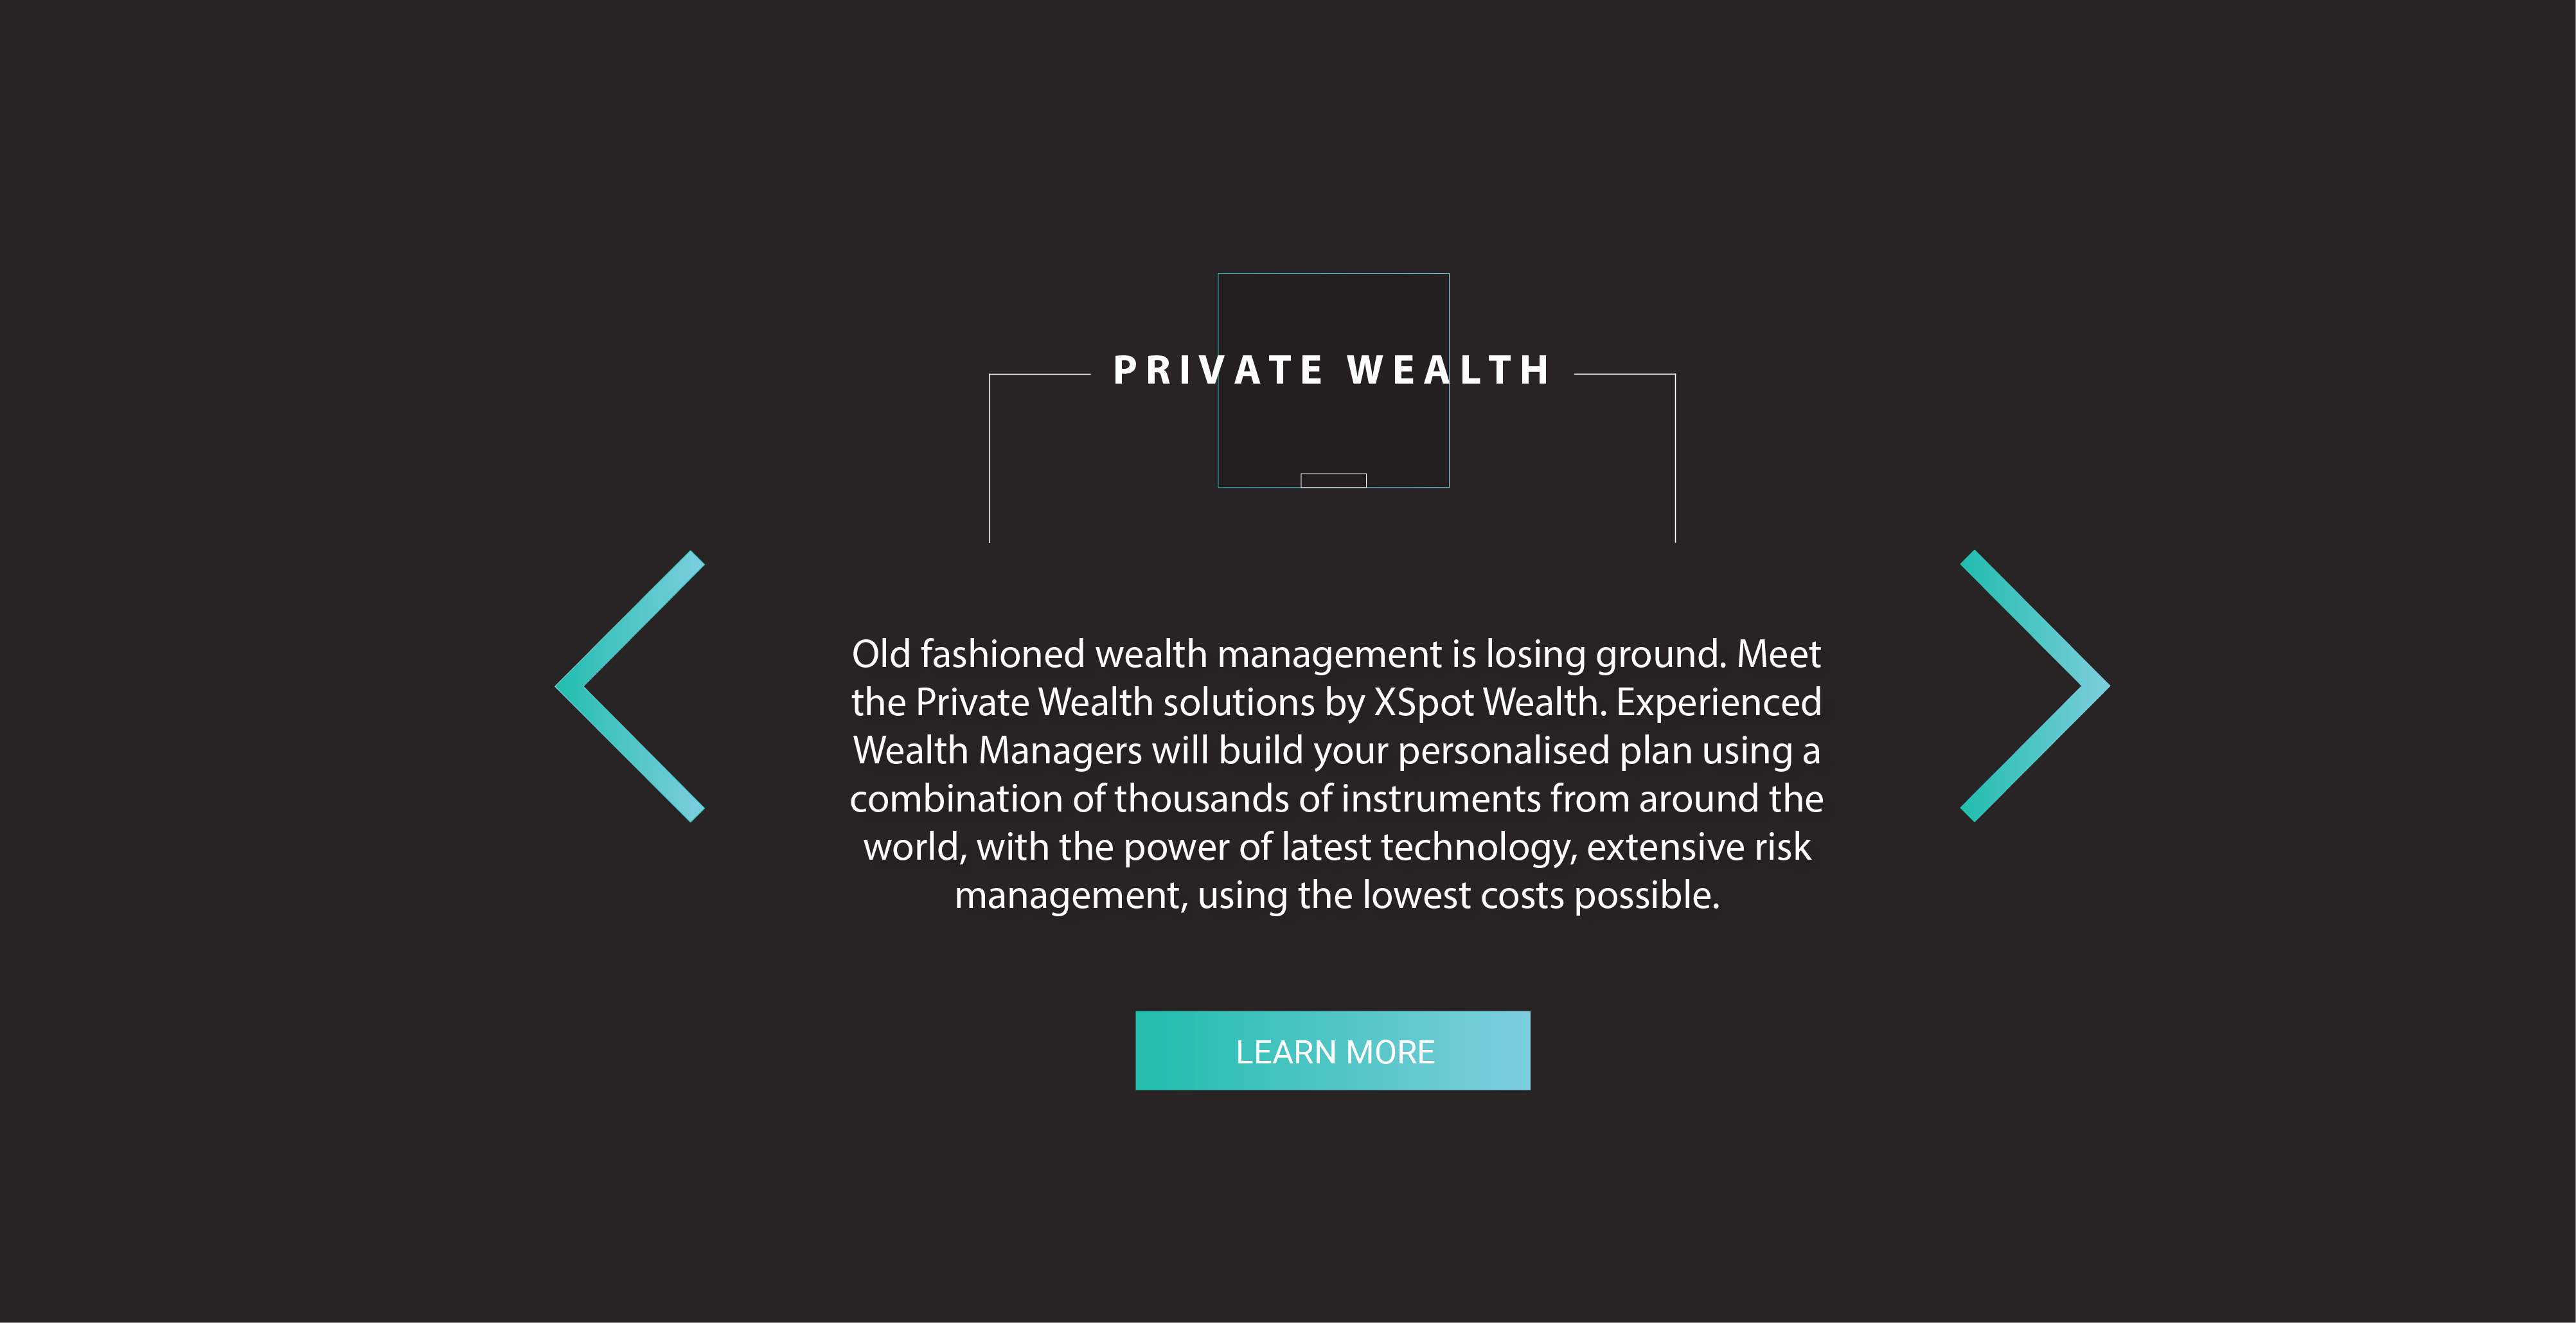 PRIVATE WEALTH
Old fashioned wealth management is losing ground. Meet
the Private Wealth solutions by XSpot Wealth. Experienced
Wealth Managers will build your personalised plan using a
combination of thousands of instruments from around the
world, with the power of latest technology, extensive risk
management, using the lowest costs possible.
LEARN MORE